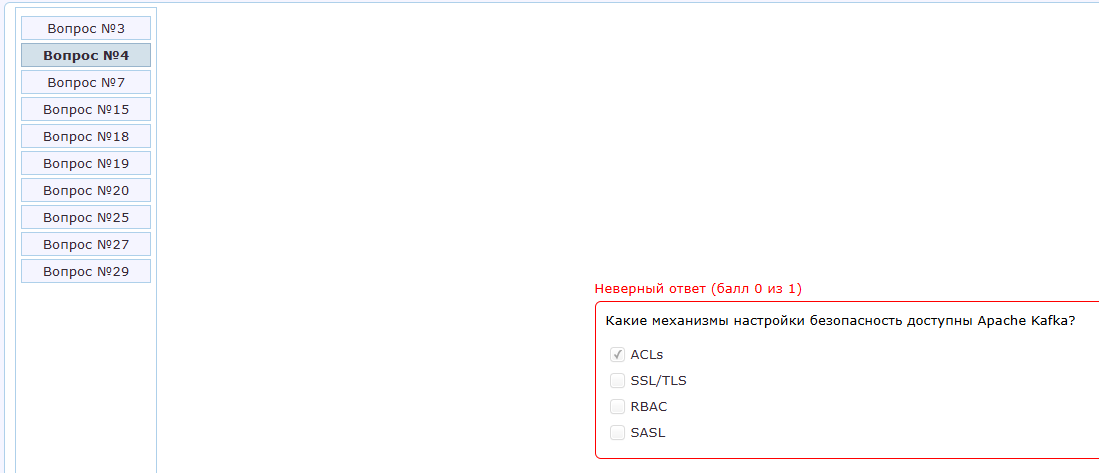 Вопрос №3
Вопрос №4
Вопрос №7
Вопрос №15
Вопрос №18
Вопрос №19
Вопрос №20
Вопрос №25
Вопрос №27
Вопрос №29
Неверный ответ (балл 0 из 1)
Какие механизмы настройки безопасность доступны Apache Kafka?
ACLs
SSL/TLS
RBAC
SASL